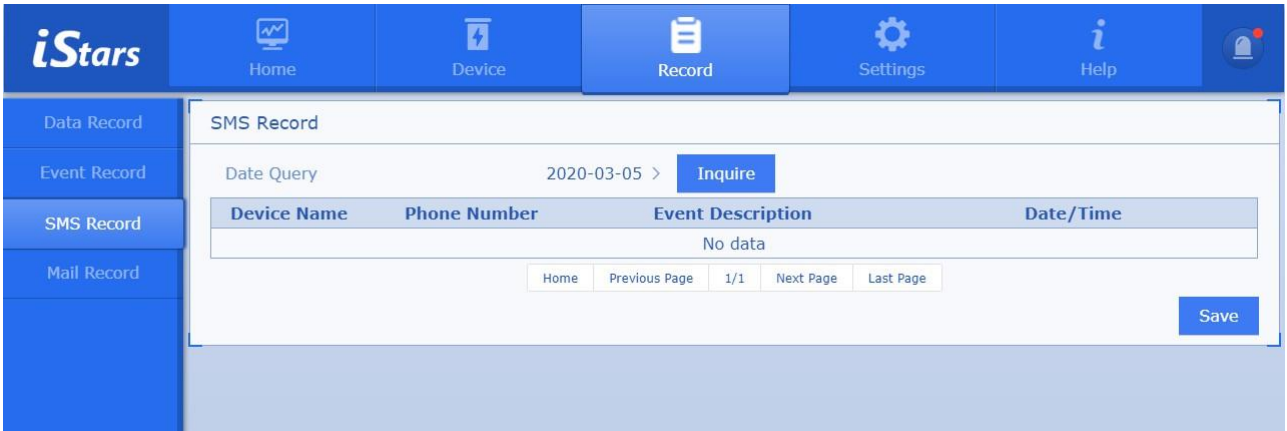 iStars
Home
Device
Record
Settings
Help
Data Record
Event Record
SMS Record
Mail Record
SMS Record
Date Query 2020-03-05 > Inquire
Device Name Phone Number Event Description Date/Time
No data
Home Previous Page 1/1 Next Page Last Page
Save